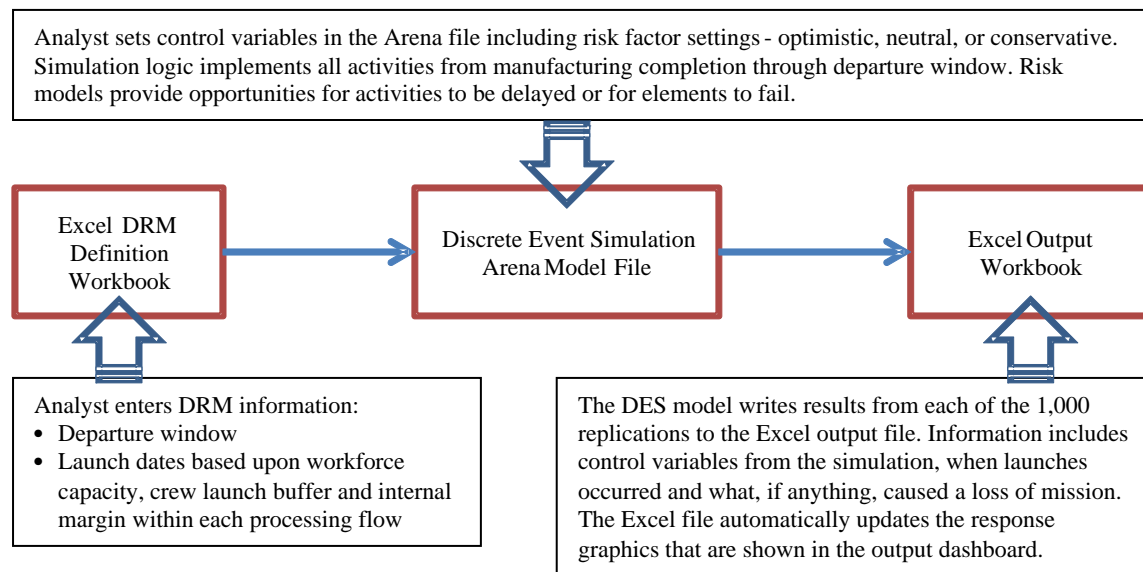 Analyst sets control variables in the Arena file including risk factor settings - optimistic, neutral, or conservative.
Simulation logic implements all activities from manufacturing completion through departure window. Risk
models provide opportunities for activities to be delayed or for elements to fail.
Excel DRM
Definition
Workbook
Discrete Event Simulation
Arena Model File
Excel Output
Workbook
Analyst enters DRM information:
• Departure window
• Launch dates based upon workforce
capacity, crew launch buffer and internal
margin within each processing flow
The DES model writes results from each of the 1,000
replications to the Excel output file. Information includes
control variables from the simulation, when launches
occurred and what, if anything, caused a loss of mission.
The Excel file automatically updates the response
graphics that are shown in the output dashboard.